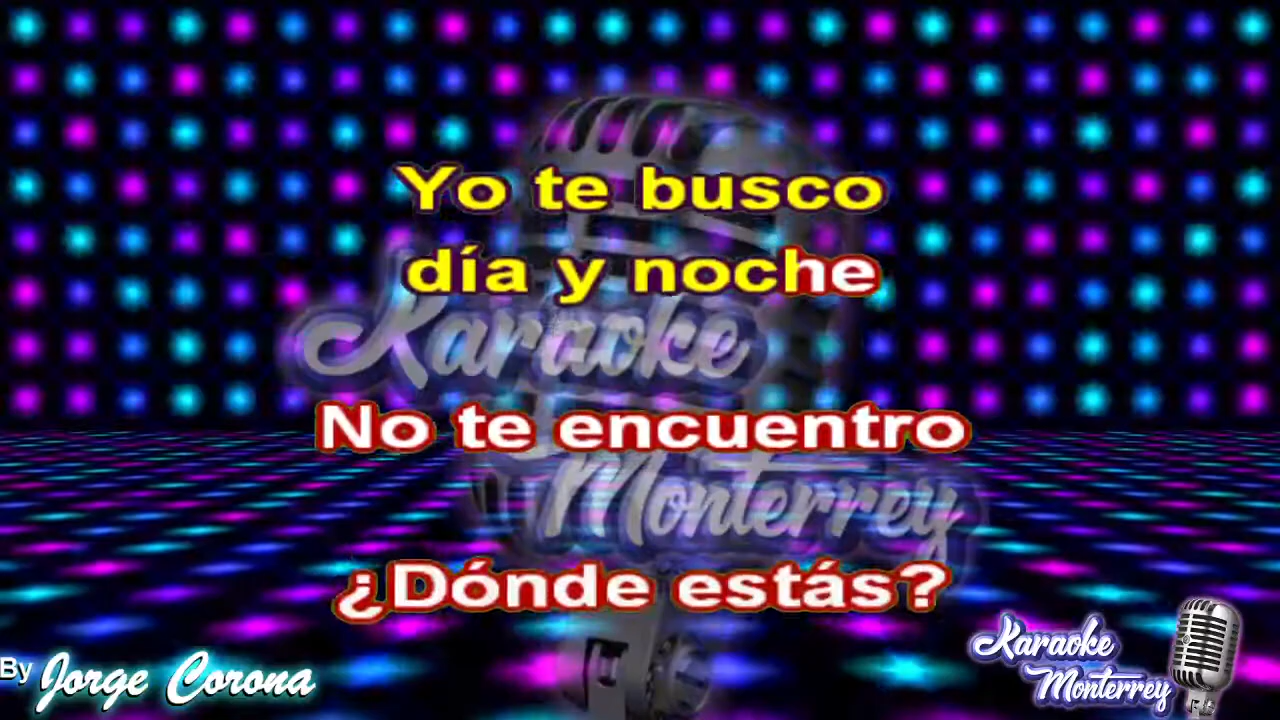 Yo te busco
día y noche
Karaoke
No te encuentro
Monterrey
¿Dónde estás?
By Jorge Corona
Karaoke
Monterrey